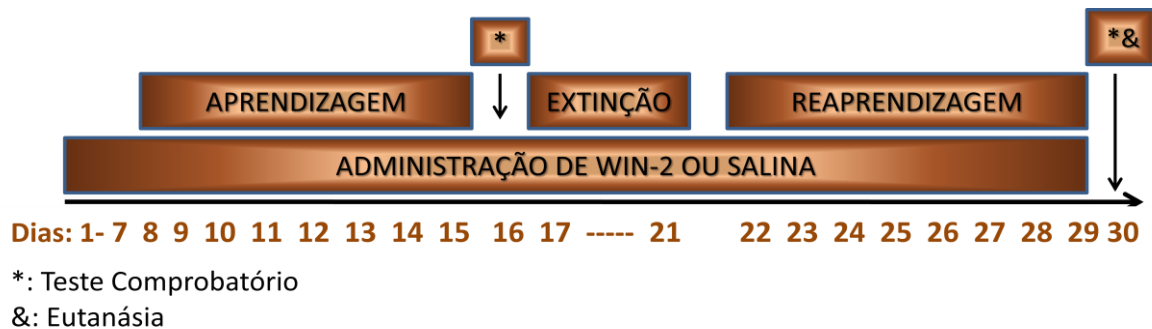 * *&
APRENDIZAGEM EXTINÇÃO REAPRENDIZAGEM
ADMINISTRAÇÃO DE WIN-2 OU SALINA
Dias: 1- 7 8 9 10 11 12 13 14 15 16 17 ----- 21 22 23 24 25 26 27 28 29 30
*: Teste Comprobatório
&: Eutanásia